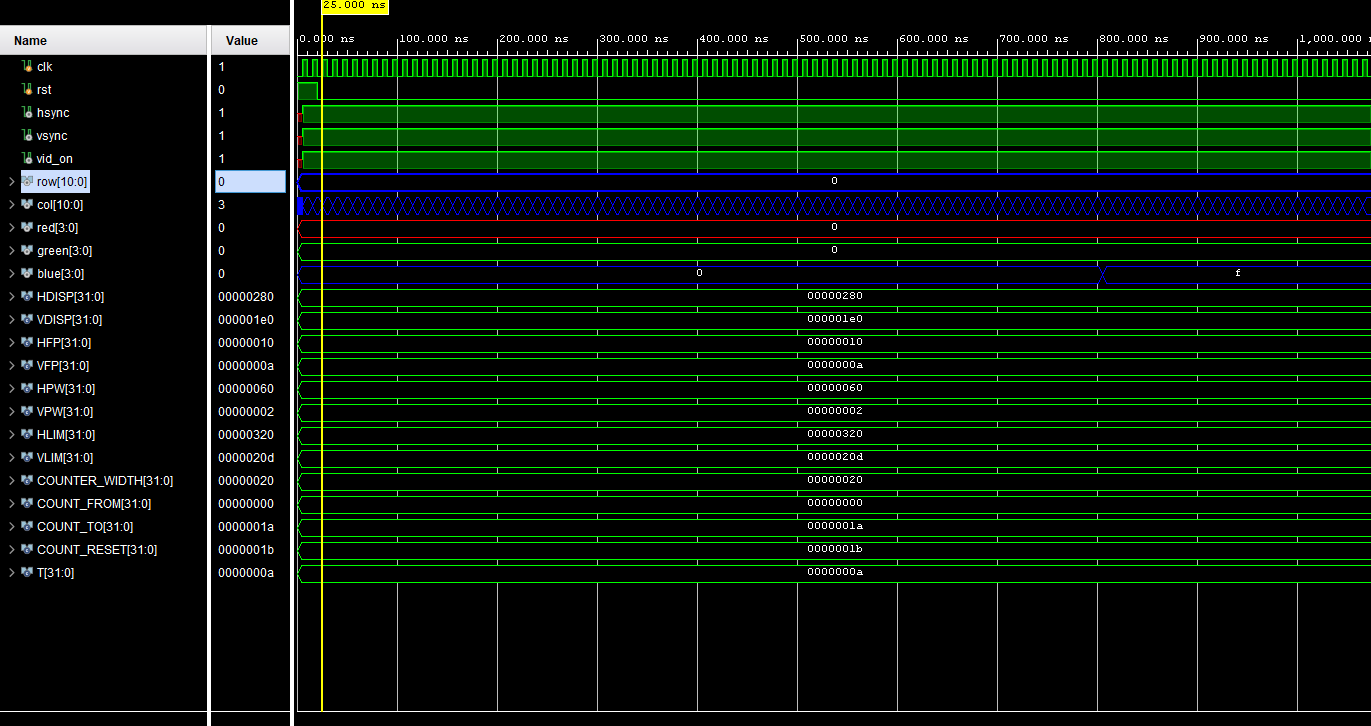 25.000 ns
Name Value
0.000 ns 100.000 ns 200.000 ns 300.000 ns 400.000 ns 500.000 ns 600.000 ns 700.000 ns 800.000 ns 900.000 ns 1,000.000
clk 1
rst 0
hsync 1
vsync 1
vid_on 1
row[10:0] 0 0
col[10:0] 3
red[3:0] 0 0
green[3:0] 0 0
blue[3:0] 0 0 f
HDISP[31:0] 00000280 00000280
VDISP[31:0] 000001e0 000001e0
HFP[31:0] 00000010 00000010
VFP[31:0] 0000000a 0000000a
HPW[31:0] 00000060 00000060
VPW[31:0] 00000002 00000002
HLIM[31:0] 00000320 00000320
VLIM[31:0] 0000020d 0000020d
COUNTER_WIDTH[31:0] 00000020 00000020
COUNT_FROM[31:0] 00000000 00000000
COUNT_TO[31:0] 0000001a 0000001a
COUNT_RESET[31:0] 0000001b 0000001b
T[31:0] 0000000a 0000000a